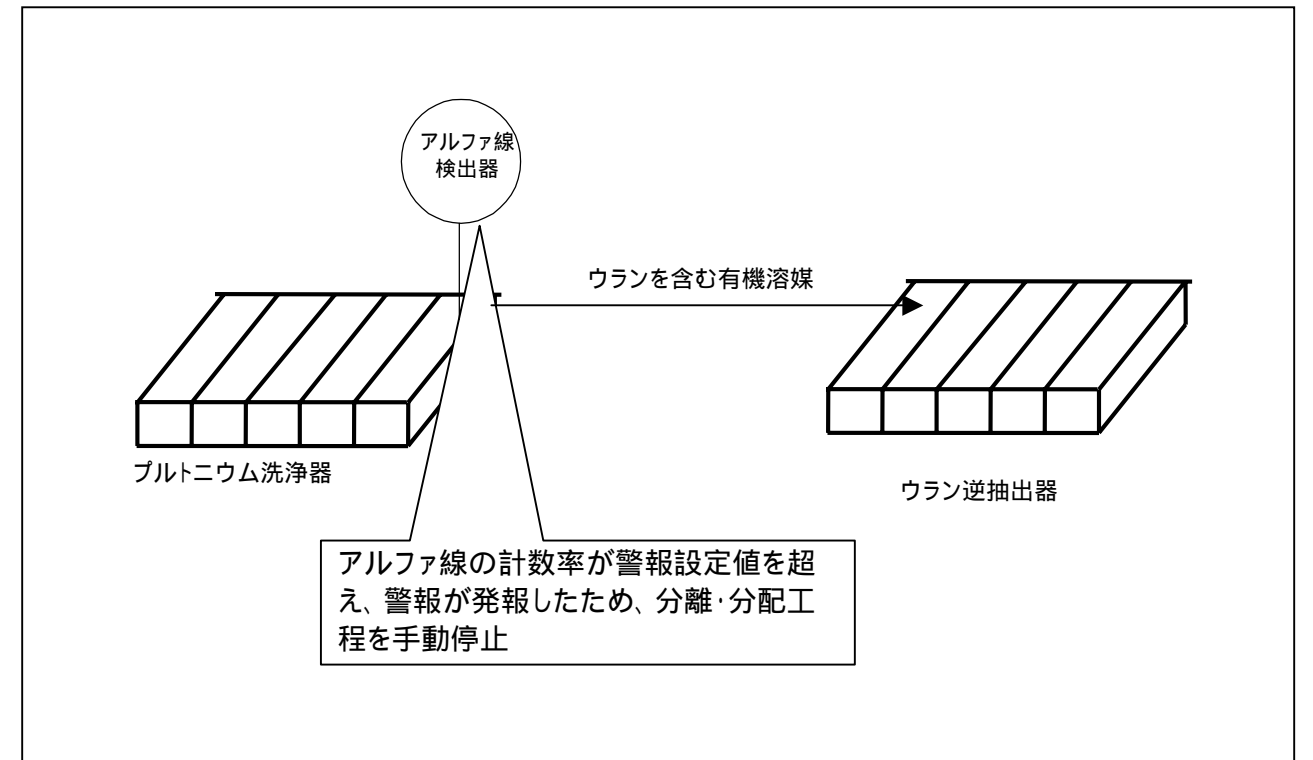 アルファ線
検出器
ウランを含む有機溶媒
プルトニウム洗浄器
ウラン逆抽出器
アルファ線の計数率が警報設定値を超
え、警報が発報したため、分離・分配工
程を手動停止